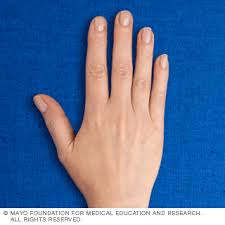 © MAYO FOUNDATION FOR MEDICAL EDUCATION AND RESEARCH.
ALL RIGHTS RESERVED.